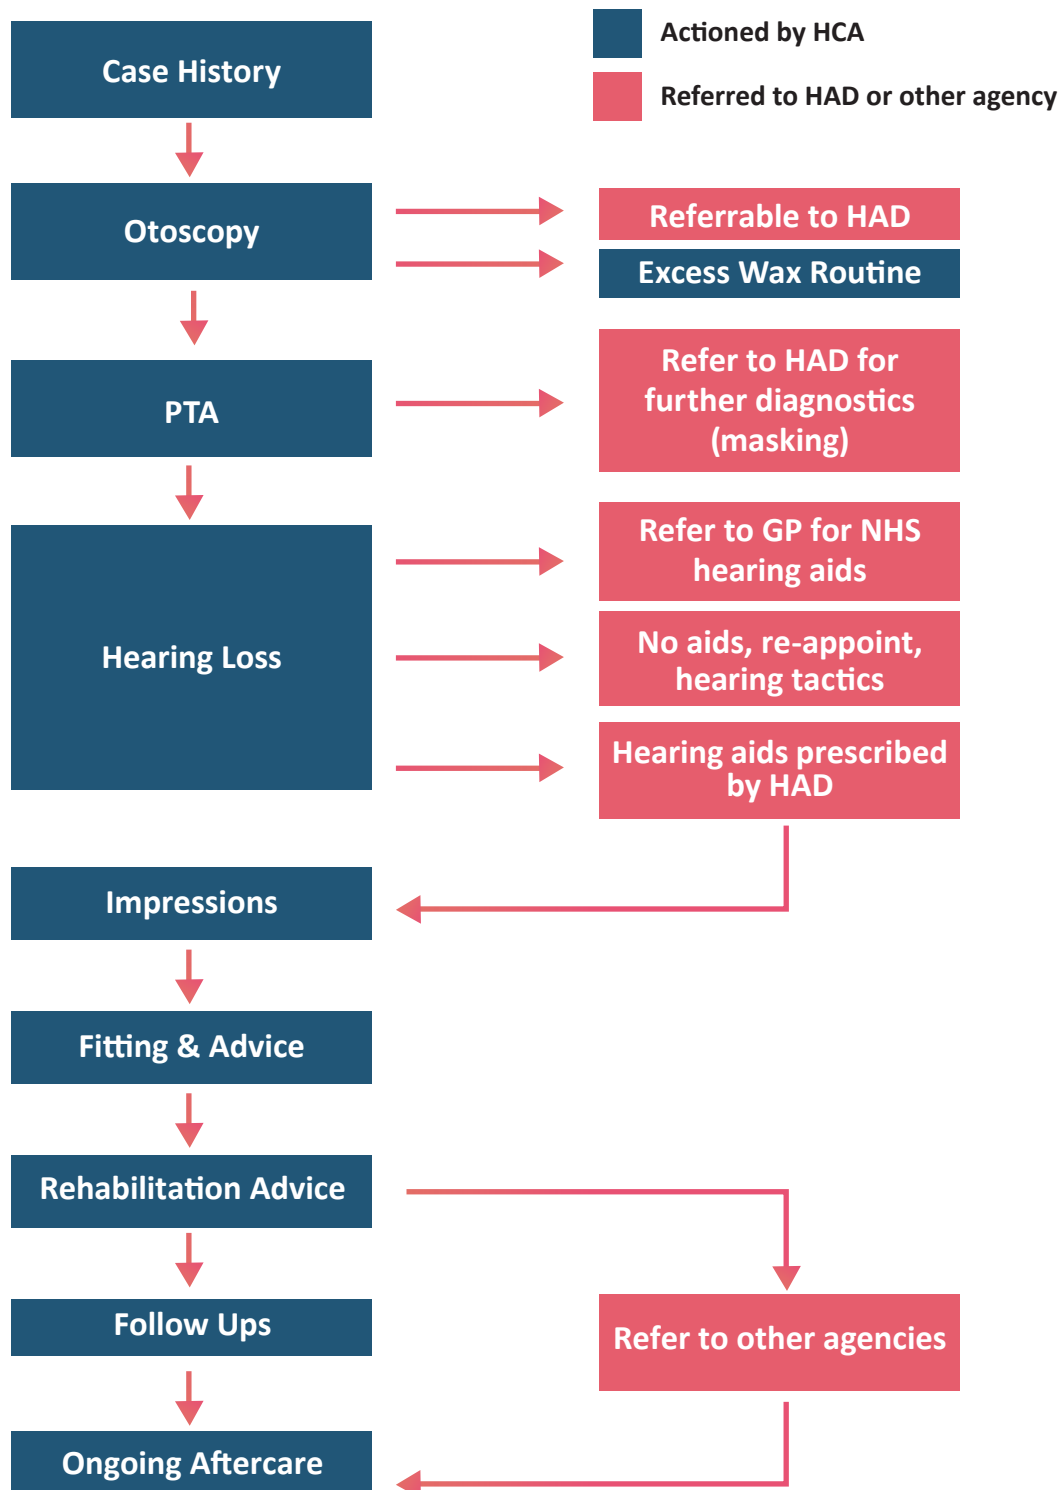 Case History
Actioned by HCA
Referred to HAD or other agency
Otoscopy
Referrable to HAD
Excess Wax Routine
PTA
Refer to HAD for
further diagnostics
(masking)
Hearing Loss
Refer to GP for NHS
hearing aids
No aids, re-appoint,
hearing tactics
Hearing aids prescribed
by HAD
Impressions
Fitting & Advice
Rehabilitation Advice
Follow Ups
Refer to other agencies
Ongoing Aftercare